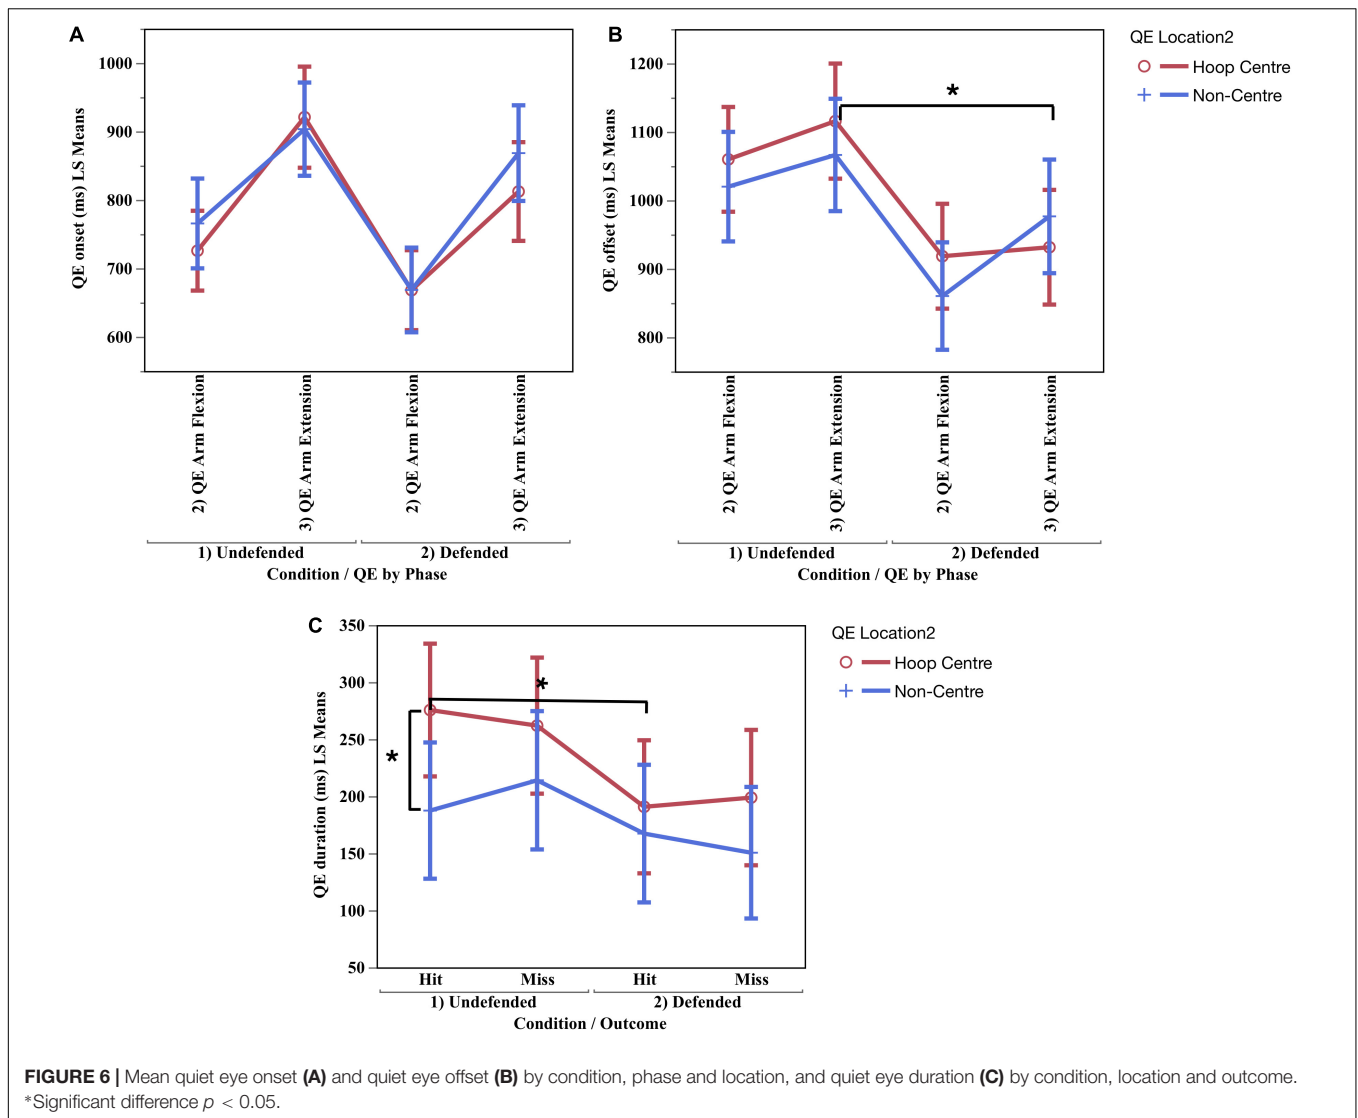 A
QE onset (ms) LS Means
1000
900
800
700
600
2) QE Arm Flexion
3) QE Arm Extension
2) QE Arm Flexion
3) QE Arm Extension
1) Undefended
2) Defended
Condition / QE by Phase
B
QE offset (ms) LS Means
1200
1100
1000
900
800
*
2) QE Arm Flexion
3) QE Arm Extension
2) QE Arm Flexion
3) QE Arm Extension
1) Undefended
2) Defended
Condition / QE by Phase
QE Location2
Hoop Centre
Non-Centre
C
QE duration (ms) LS Means
350
300
250
200
150
100
50
*
*
Hit
Miss
Hit
Miss
1) Undefended
2) Defended
Condition / Outcome
QE Location2
Hoop Centre
Non-Centre
FIGURE 6 | Mean quiet eye onset (A) and quiet eye offset (B) by condition, phase and location, and quiet eye duration (C) by condition, location and outcome.
*Significant difference p < 0.05.